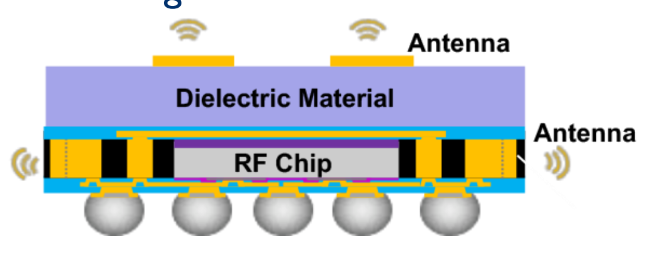 Antenna
Dielectric Material
Antenna
RF Chip